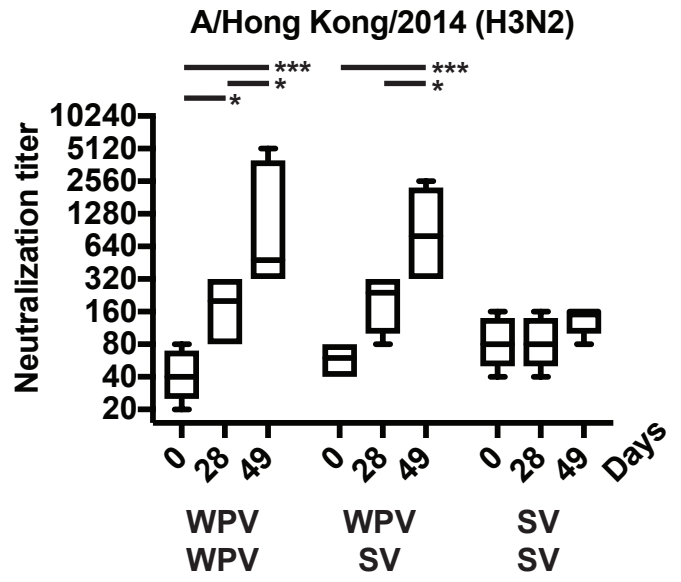 A/Hong Kong/2014 (H3N2)
*** ***
* *
*
Neutralization titer
10240
5120
2560
1280
640
320
160
80
40
20
0 28 49 0 28 49 0 28 49 Days
WPV WPV SV
WPV SV SV